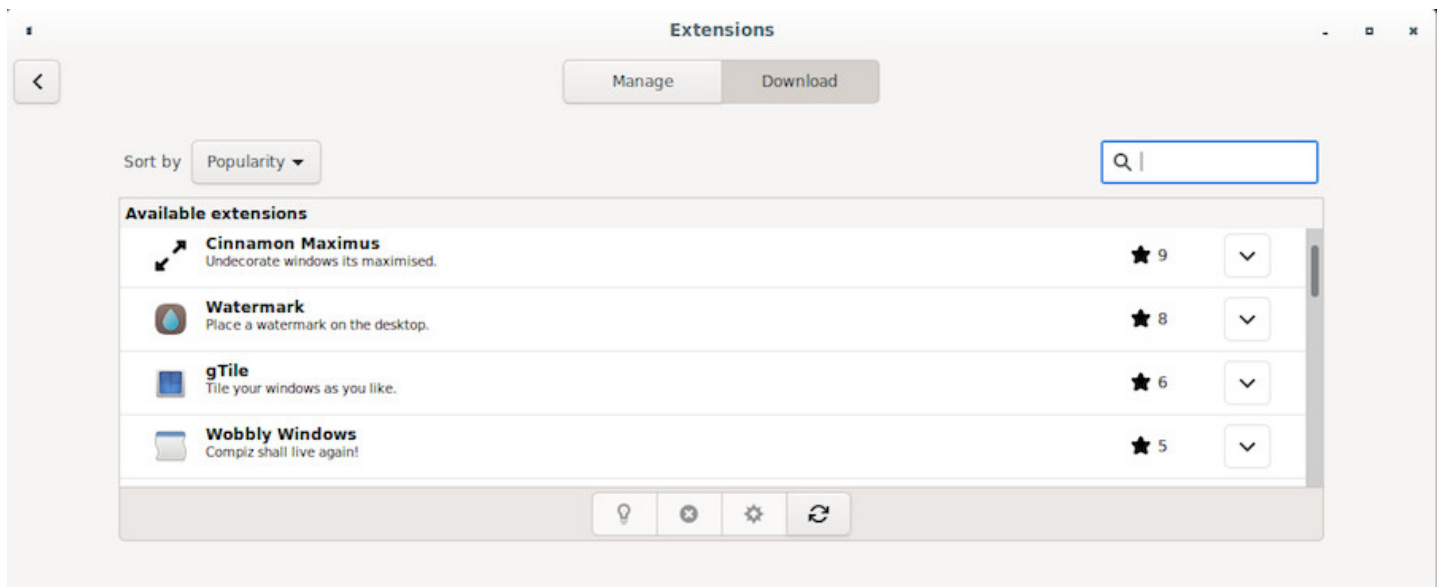 Extensions
Manage Download
Sort by Popularity
Available extensions
Cinnamon Maximus
Undecorate windows its maximised.
9
Watermark
Place a watermark on the desktop.
8
gTile
Tile your windows as you like.
6
Wobbly Windows
Compiz shall live again!
5